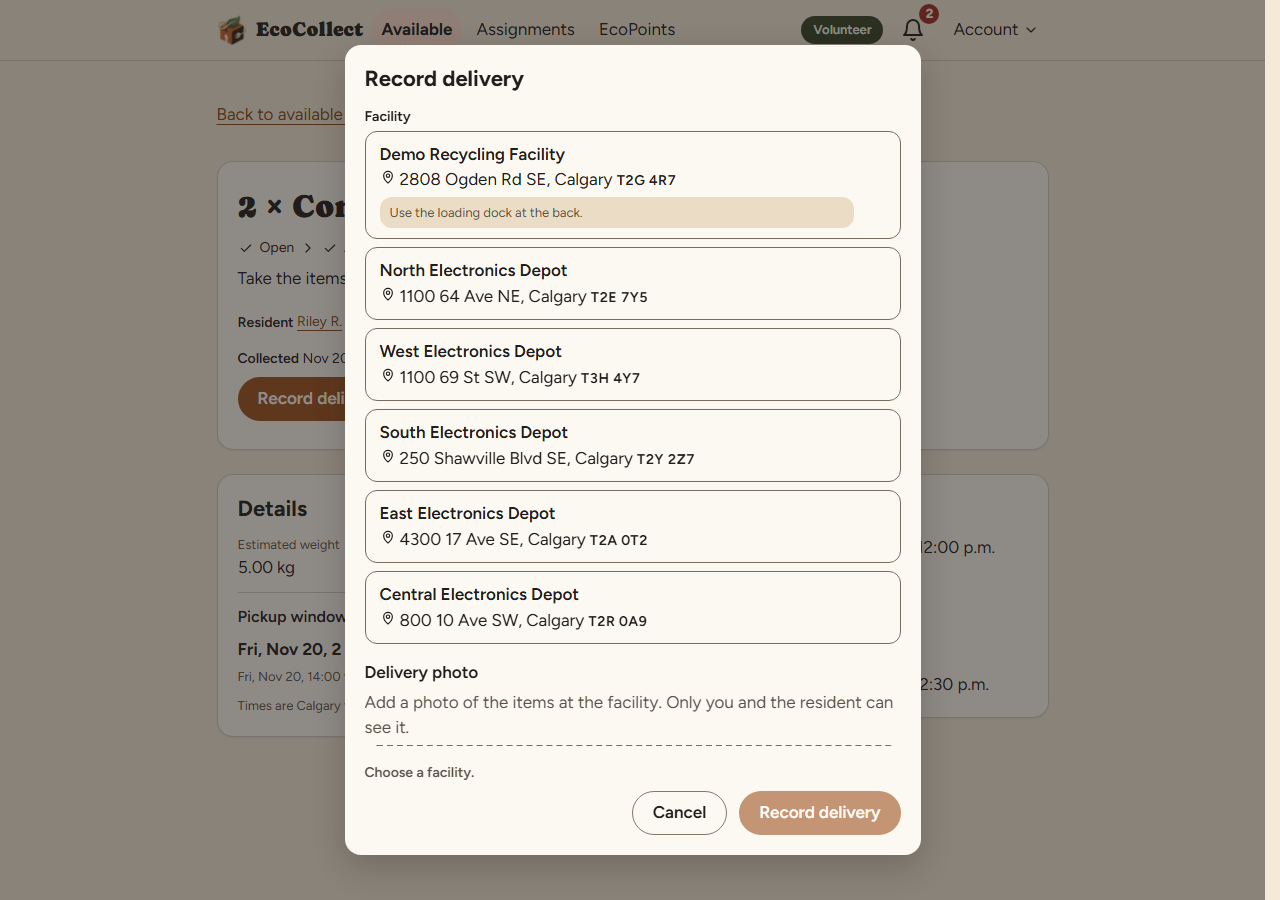 EcoCollect Available Assignments EcoPoints Volunteer 2 Account
Back to available
Record delivery
Facility
Demo Recycling Facility
2808 Ogden Rd SE, Calgary T2G 4R7
Use the loading dock at the back.
North Electronics Depot
1100 64 Ave NE, Calgary T2E 7Y5
West Electronics Depot
1100 69 St SW, Calgary T3H 4Y7
South Electronics Depot
250 Shawville Blvd SE, Calgary T2Y 2Z7
East Electronics Depot
4300 17 Ave SE, Calgary T2A 0T2
Central Electronics Depot
800 10 Ave SW, Calgary T2R 0A9
Delivery photo
Add a photo of the items at the facility. Only you and the resident can
see it.
Choose a facility.
Cancel Record delivery
2 ×
Open
Take the items
Resident Riley R.
Collected Nov 20
Record
Details
Estimated weight
5.00 kg
Pickup window
Fri, Nov 20, 2
Fri, Nov 20, 14:00
Times are Calgary
12:00 p.m.
2:30 p.m.